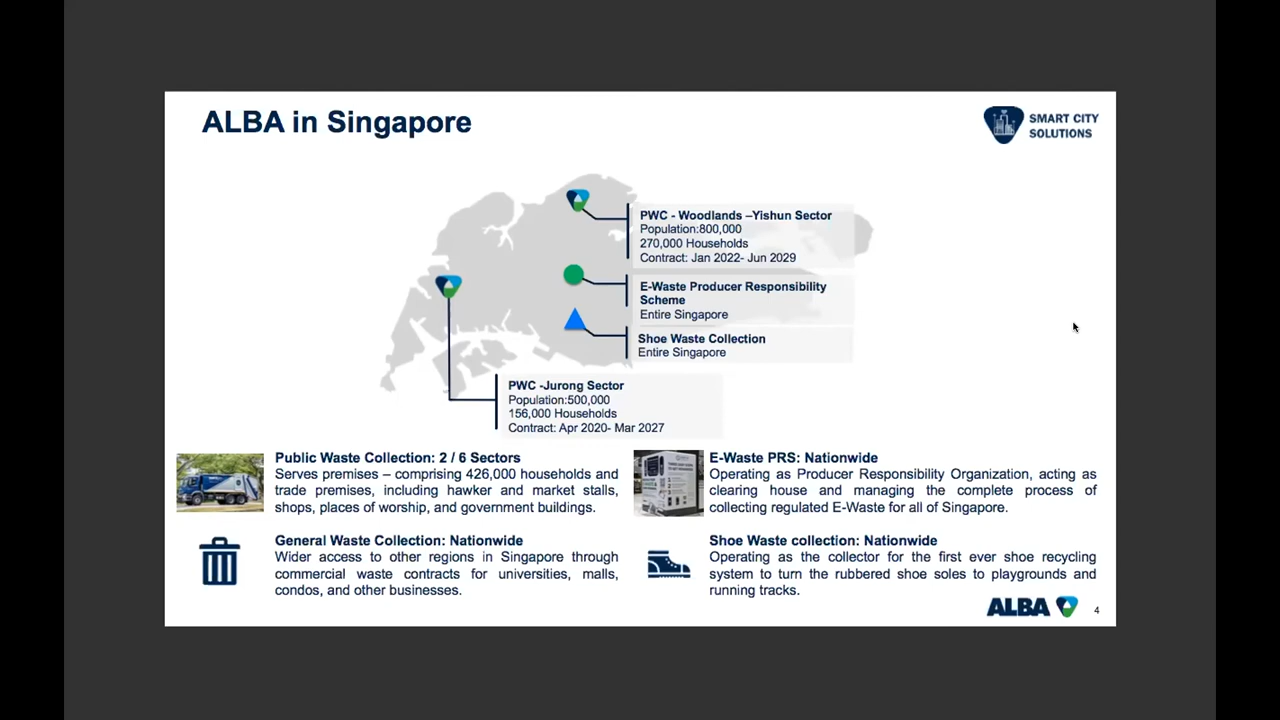 ALBA in Singapore
SMART CITY
SOLUTIONS
PWC - Woodlands –Yishun Sector
Population:800,000
270,000 Households
Contract: Jan 2022- Jun 2029
E-Waste Producer Responsibility
Scheme
Entire Singapore
Shoe Waste Collection
Entire Singapore
PWC -Jurong Sector
Population:500,000
156,000 Households
Contract: Apr 2020- Mar 2027
Public Waste Collection: 2 / 6 Sectors
Serves premises – comprising 426,000 households and
trade premises, including hawker and market stalls,
shops, places of worship, and government buildings.
E-Waste PRS: Nationwide
Operating as Producer Responsibility Organization, acting as
clearing house and managing the complete process of
collecting regulated E-Waste for all of Singapore.
General Waste Collection: Nationwide
Wider access to other regions in Singapore through
commercial waste contracts for universities, malls,
condos, and other businesses.
Shoe Waste collection: Nationwide
Operating as the collector for the first ever shoe recycling
system to turn the rubbered shoe soles to playgrounds and
running tracks.
ALBA
4